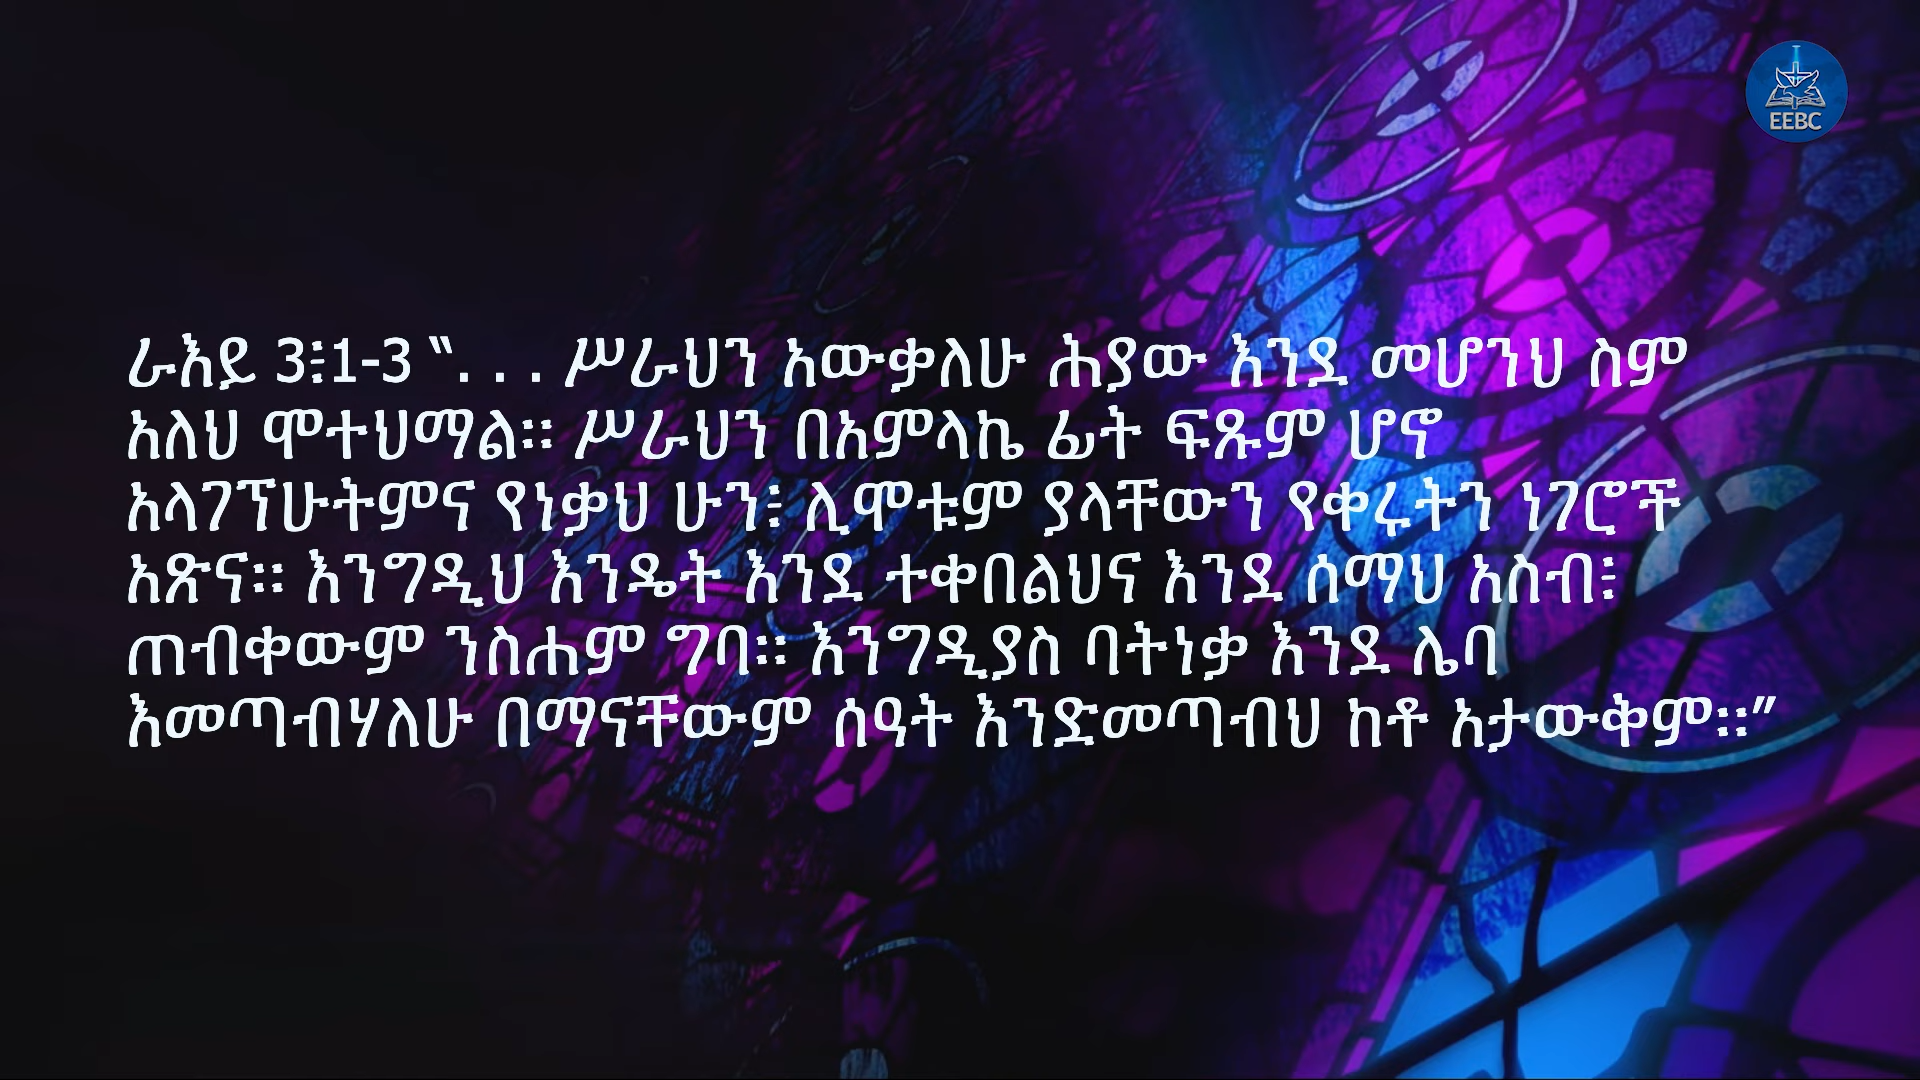 EEBC
ራእይ 3፥1-3 “. . . ሥራህን አውቃለሁ ሕያው እንደ መሆንህ ስም
አለህ ሞተህማል። ሥራህን በአምላኬ ፊት ፍጹም ሆኖ
አላገኘሁትምና የነቃህ ሁን፥ ሊሞቱም ያላቸውን የቀሩትን ነገሮች
አጽና። እንግዲህ እንዴት እንደ ተቀበልህና እንደ ሰማህ አስብ፥
ጠብቀውም ንስሐም ግባ። እንግዲያስ ባትነቃ እንደ ሌባ
እመጣብሃለሁ በማናቸውም ሰዓት እንድመጣብህ ከቶ አታውቅም።”